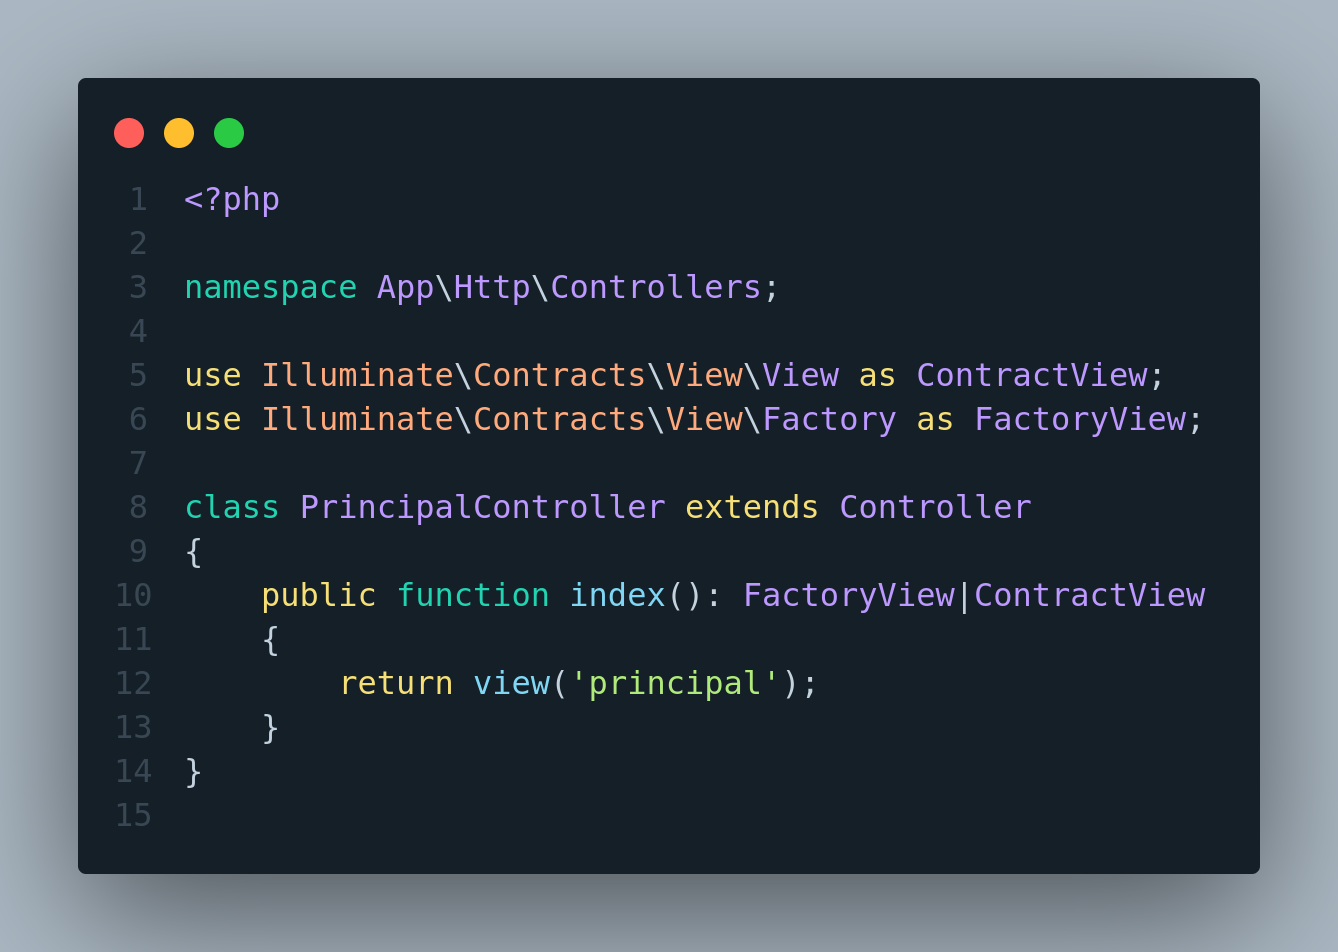 1 <?php
2
3 namespace App\Http\Controllers;
4
5 use Illuminate\Contracts\View\View as ContractView;
6 use Illuminate\Contracts\View\Factory as FactoryView;
7
8 class PrincipalController extends Controller
9 {
10     public function index(): FactoryView|ContractView
11     {
12         return view('principal');
13     }
14 }
15